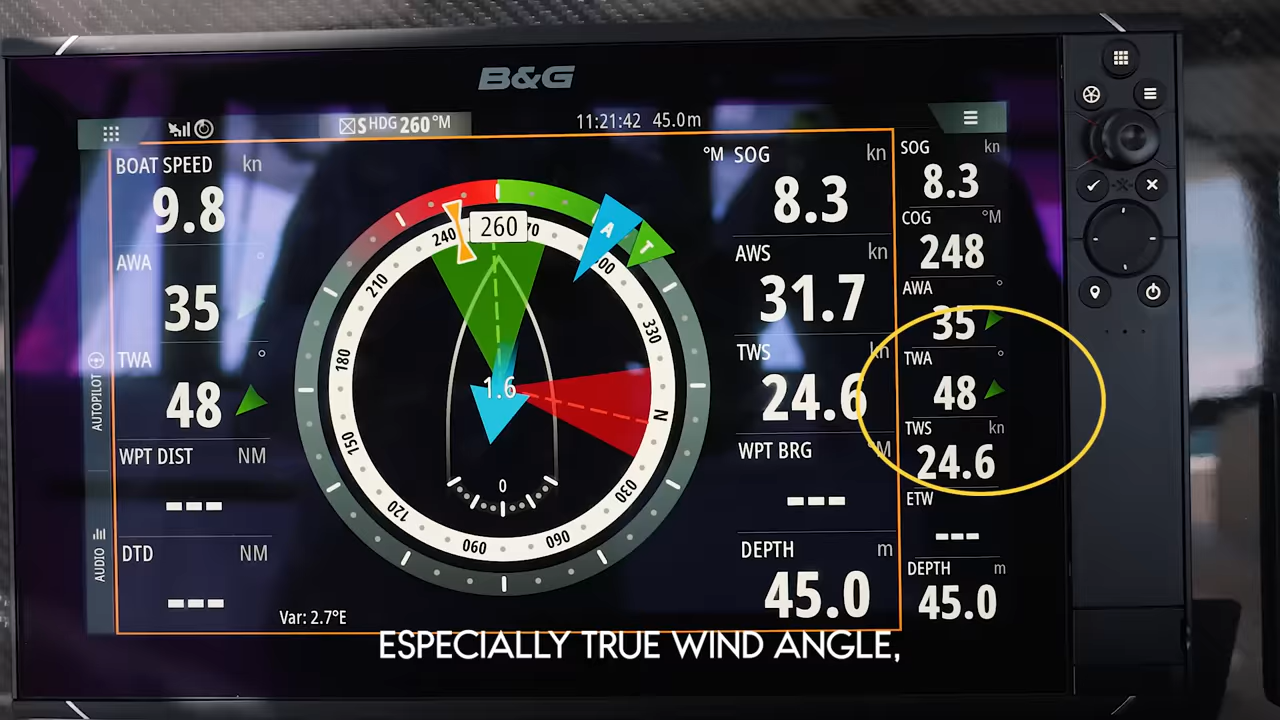 B&G
S HDG 260 °M
11:21:42 45.0m
BOAT SPEED kn
9.8
AWA °
35
TWA °
48
WPT DIST NM
---
DTD NM
---
AUTOPILOT
AUDIO
260
240
210
180
150
120
060
060
030
N
330
300
70
A
T
1.6
0
Var: 2.7°E
°M
SOG kn
8.3
AWS kn
31.7
TWS kn
24.6
WPT BRG °M
---
DEPTH m
45.0
SOG kn
8.3
COG °M
248
AWA °
35
TWA °
48
TWS kn
24.6
ETW
---
DEPTH m
45.0
ESPECIALLY TRUE WIND ANGLE,